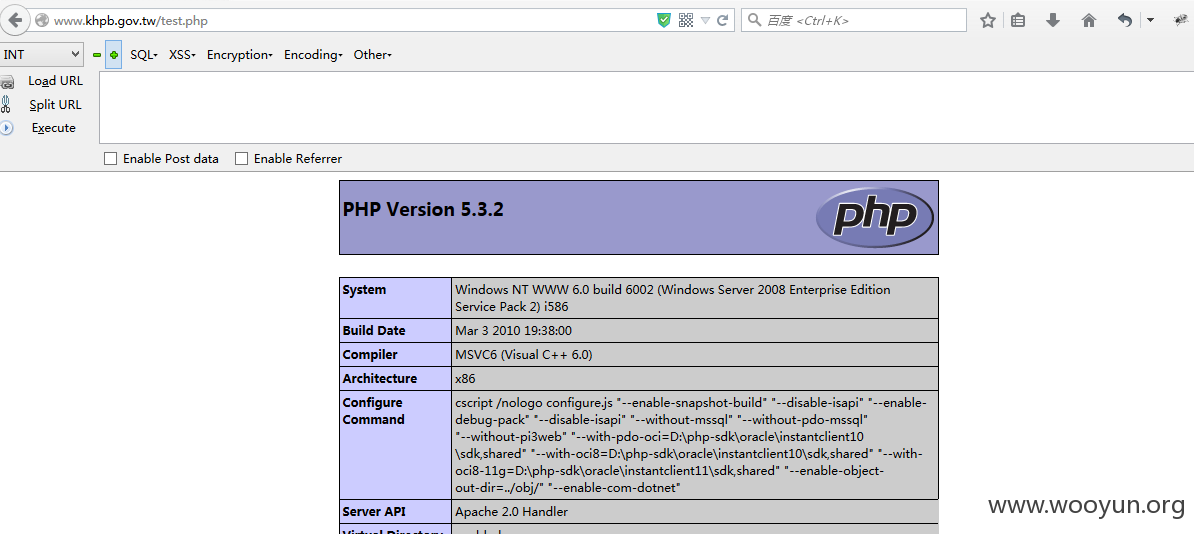 www.khpb.gov.tw/test.php
百度 <Ctrl+K>
INT
SQL
XSS
Encryption
Encoding
Other
Load URL
Split URL
Execute
Enable Post data
Enable Referrer
PHP Version 5.3.2
php
System
Windows NT WWW 6.0 build 6002 (Windows Server 2008 Enterprise Edition
Service Pack 2) i586
Build Date
Mar 3 2010 19:38:00
Compiler
MSVC6 (Visual C++ 6.0)
Architecture
x86
Configure
Command
cscript /nologo configure.js "--enable-snapshot-build" "--disable-isapi" "--enable-
debug-pack" "--disable-isapi" "--without-mssql" "--without-pdo-mssql"
"--without-pi3web" "--with-pdo-oci=D:\php-sdk\oracle\instantclient10
\sdk,shared" "--with-oci8=D:\php-sdk\oracle\instantclient10\sdk,shared" "--with-
oci8-11g=D:\php-sdk\oracle\instantclient11\sdk,shared" "--enable-object-
out-dir=../obj/" "--enable-com-dotnet"
Server API
Apache 2.0 Handler
Virtual Directory
www.wooyun.org